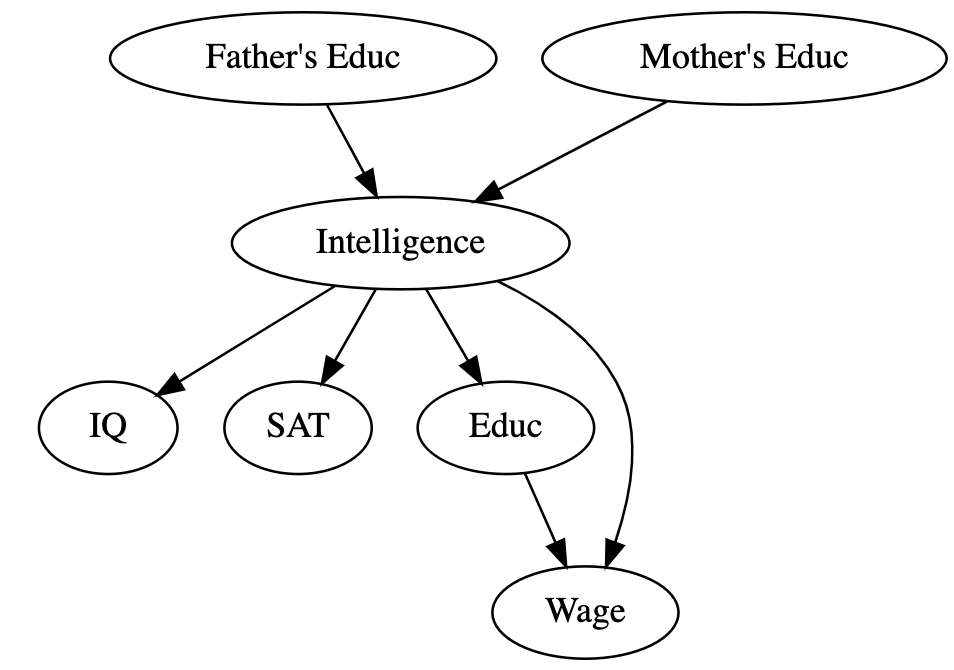 Father's Educ
Mother's Educ
Intelligence
IQ
SAT
Educ
Wage